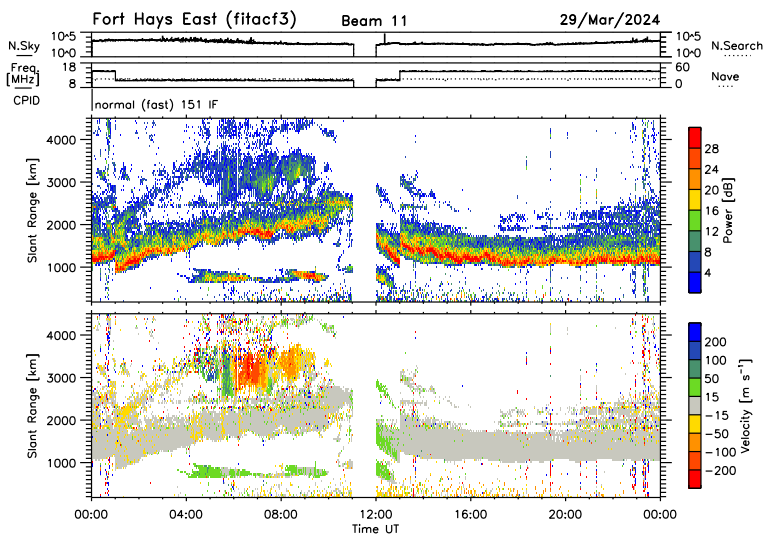 Fort Hays East (fitacf3) Beam 11 29/Mar/2024
N.Sky 10^5 10^0 10^5 10^0 N.Search
Freq. [MHz] 18 8 60 0 Nave
CPID normal (fast) 151 IF
Slant Range [km]
4000
3000
2000
1000
Power [dB]
28
24
20
16
12
8
4
Slant Range [km]
4000
3000
2000
1000
Velocity [m s^-1]
200
100
50
15
-15
-50
-100
-200
00:00 04:00 08:00 12:00 16:00 20:00 00:00
Time UT